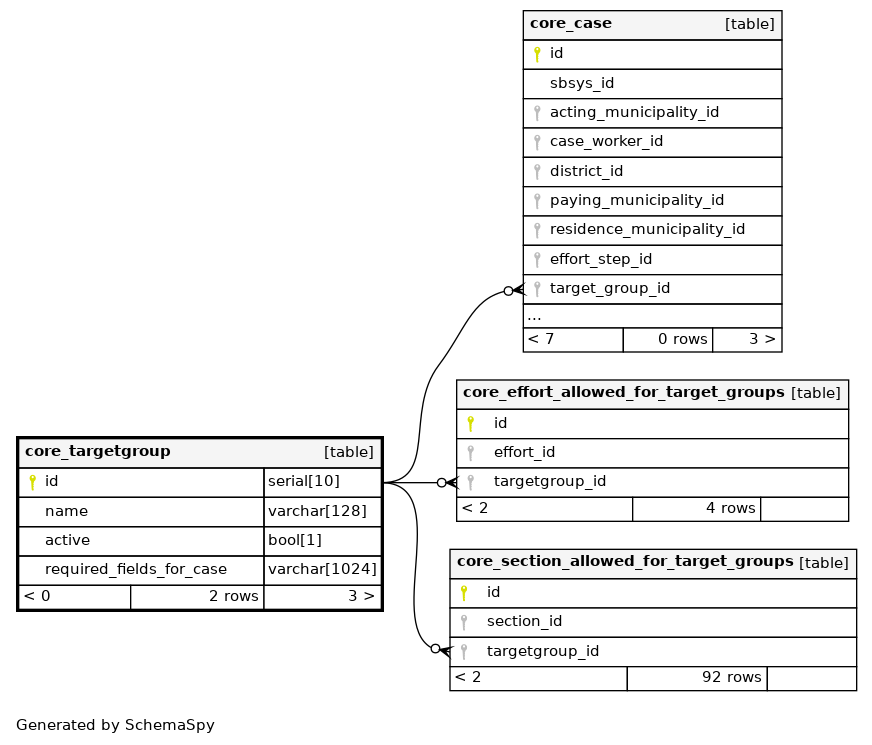 core_case [table]
id
sbsys_id
acting_municipality_id
case_worker_id
district_id
paying_municipality_id
residence_municipality_id
effort_step_id
target_group_id
...
< 7 0 rows 3 >
core_effort_allowed_for_target_groups [table]
id
effort_id
targetgroup_id
< 2 4 rows
core_targetgroup [table]
id serial[10]
name varchar[128]
active bool[1]
required_fields_for_case varchar[1024]
< 0 2 rows 3 >
core_section_allowed_for_target_groups [table]
id
section_id
targetgroup_id
< 2 92 rows
Generated by SchemaSpy